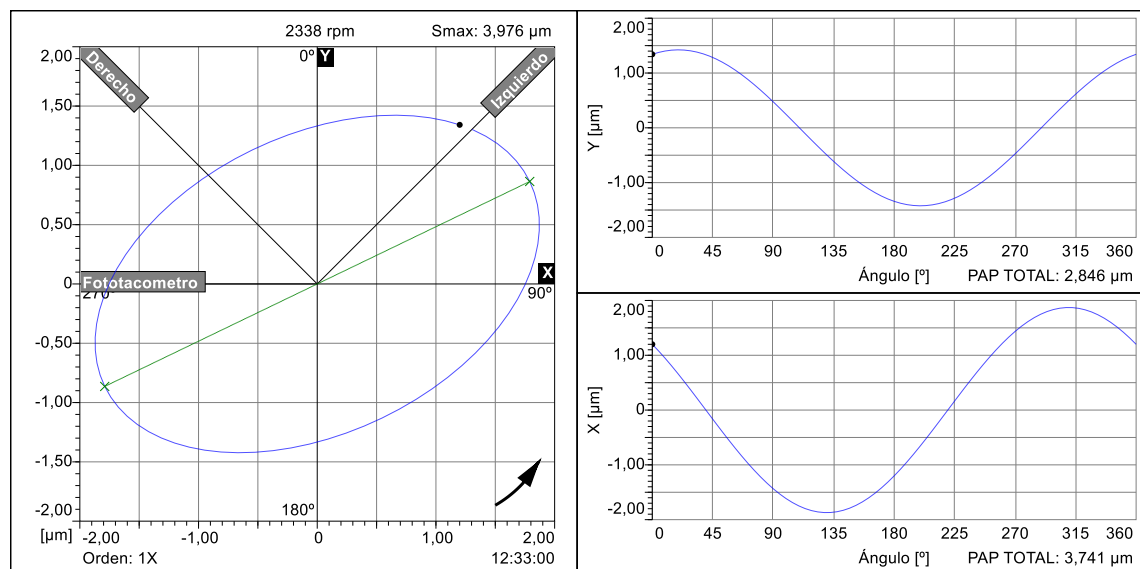 2338 rpm
Smax: 3,976 µm
2,00
1,50
1,00
0,50
0
-0,50
-1,00
-1,50
-2,00
[µm]
Derecho
0º Y
Izquierdo
Fototacometro
270º
X
90º
180º
-2,00 -1,00 0 1,00 2,00
Orden: 1X
12:33:00
Y [µm]
2,00
1,00
0
-1,00
-2,00
0 45 90 135 180 225 270 315 360
Ángulo [º]
PAP TOTAL: 2,846 µm
X [µm]
2,00
1,00
0
-1,00
-2,00
0 45 90 135 180 225 270 315 360
Ángulo [º]
PAP TOTAL: 3,741 µm